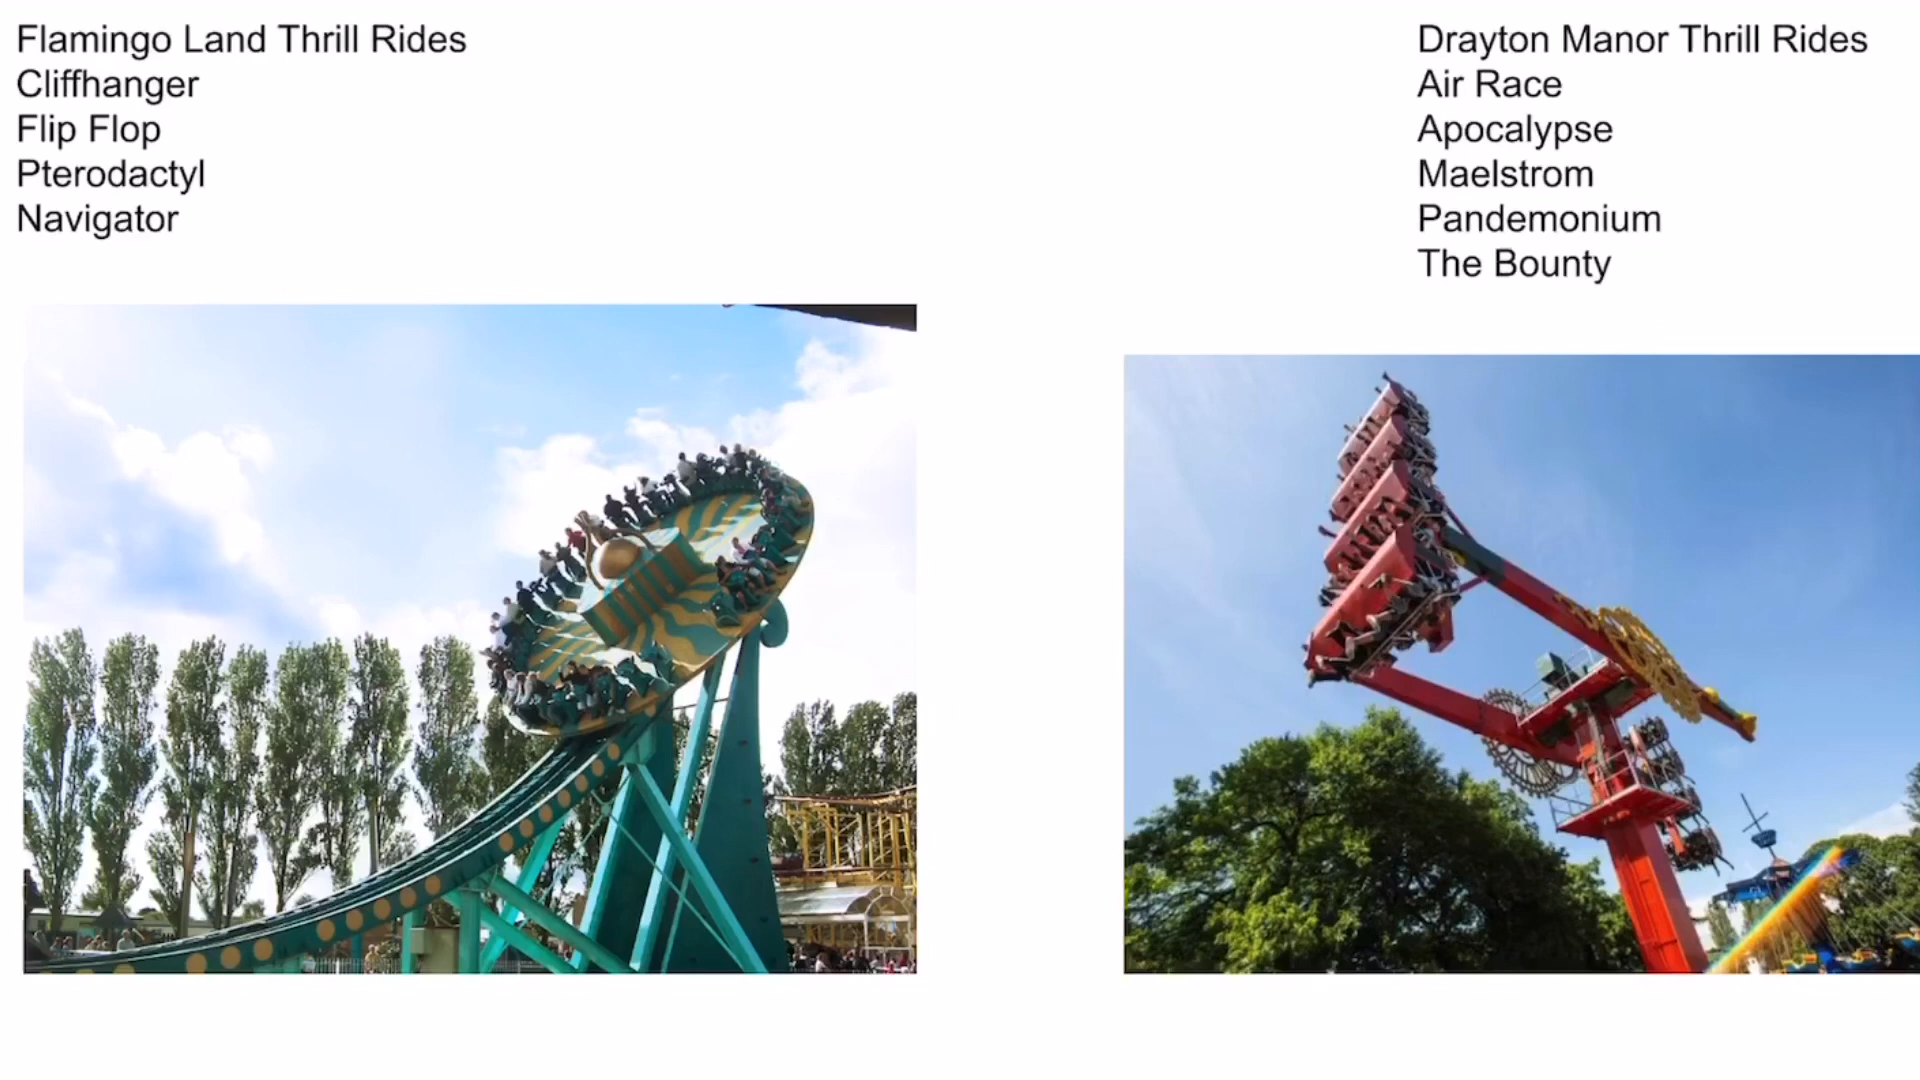 Flamingo Land Thrill Rides
Cliffhanger
Flip Flop
Pterodactyl
Navigator
Drayton Manor Thrill Rides
Air Race
Apocalypse
Maelstrom
Pandemonium
The Bounty